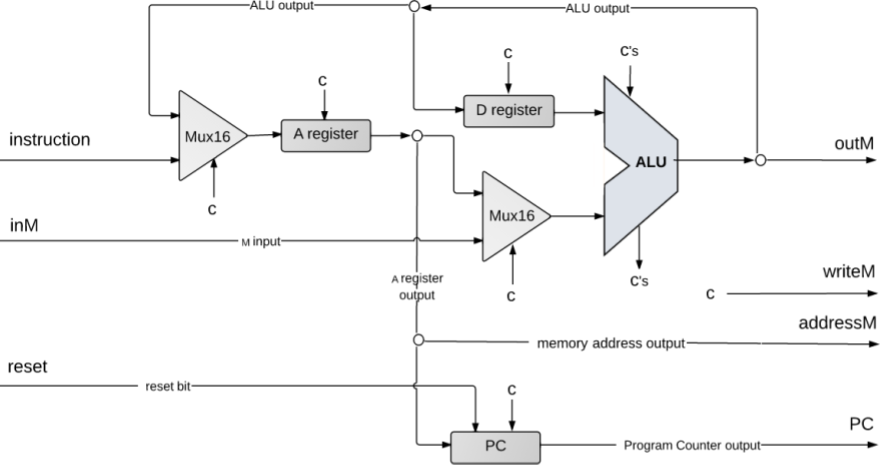 ALU output
ALU output
c
c
c's
instruction
Mux16
A register
D register
ALU
outM
c
inM
M input
Mux16
A register
output
c
c's
c
writeM
addressM
memory address output
reset
reset bit
c
PC
PC
Program Counter output